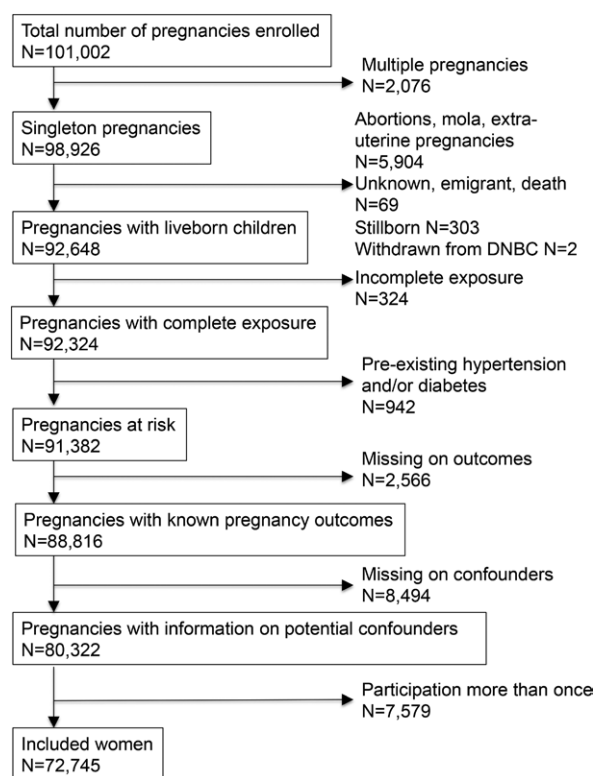 Total number of pregnancies enrolled
N=101,002
Multiple pregnancies
N=2,076
Singleton pregnancies
N=98,926
Abortions, mola, extra-
uterine pregnancies
N=5,904
Unknown, emigrant, death
N=69
Stillborn N=303
Withdrawn from DNBC N=2
Pregnancies with liveborn children
N=92,648
Incomplete exposure
N=324
Pregnancies with complete exposure
N=92,324
Pre-existing hypertension
and/or diabetes
N=942
Pregnancies at risk
N=91,382
Missing on outcomes
N=2,566
Pregnancies with known pregnancy outcomes
N=88,816
Missing on confounders
N=8,494
Pregnancies with information on potential confounders
N=80,322
Participation more than once
N=7,579
Included women
N=72,745